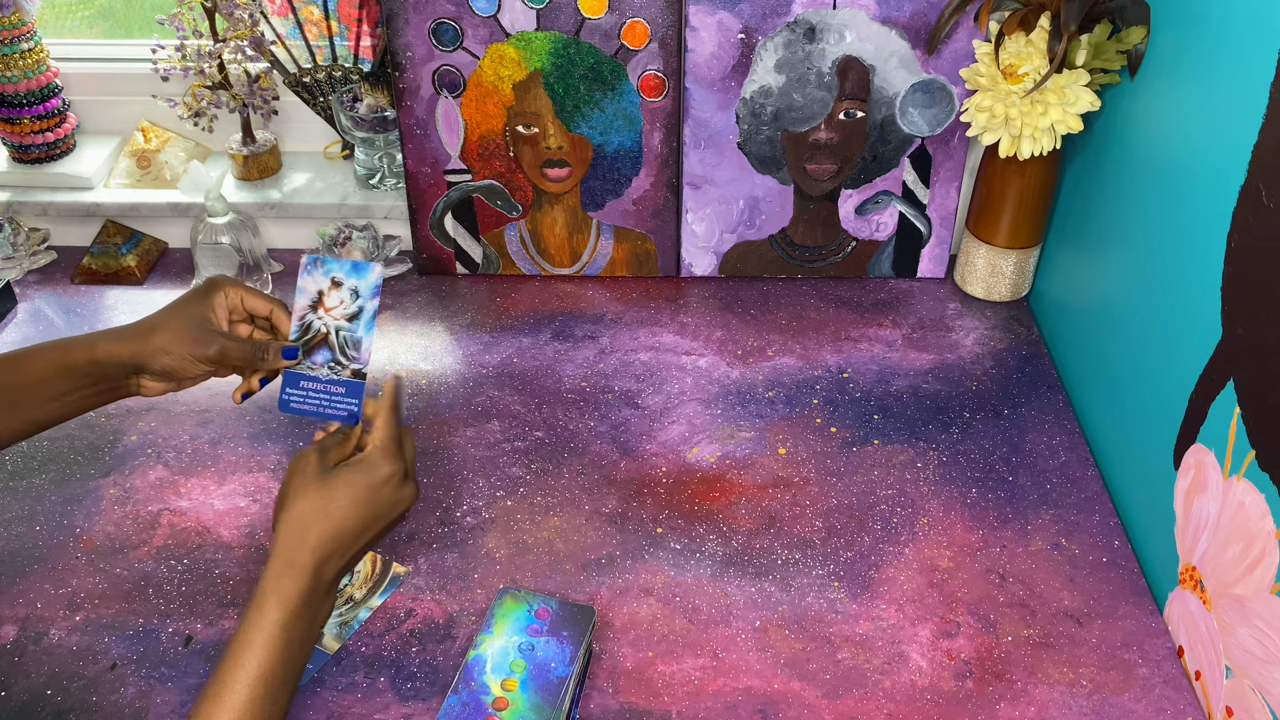 PERFECTION
Release flawless outcomes
to allow room for creativity
PROGRESS IS ENOUGH